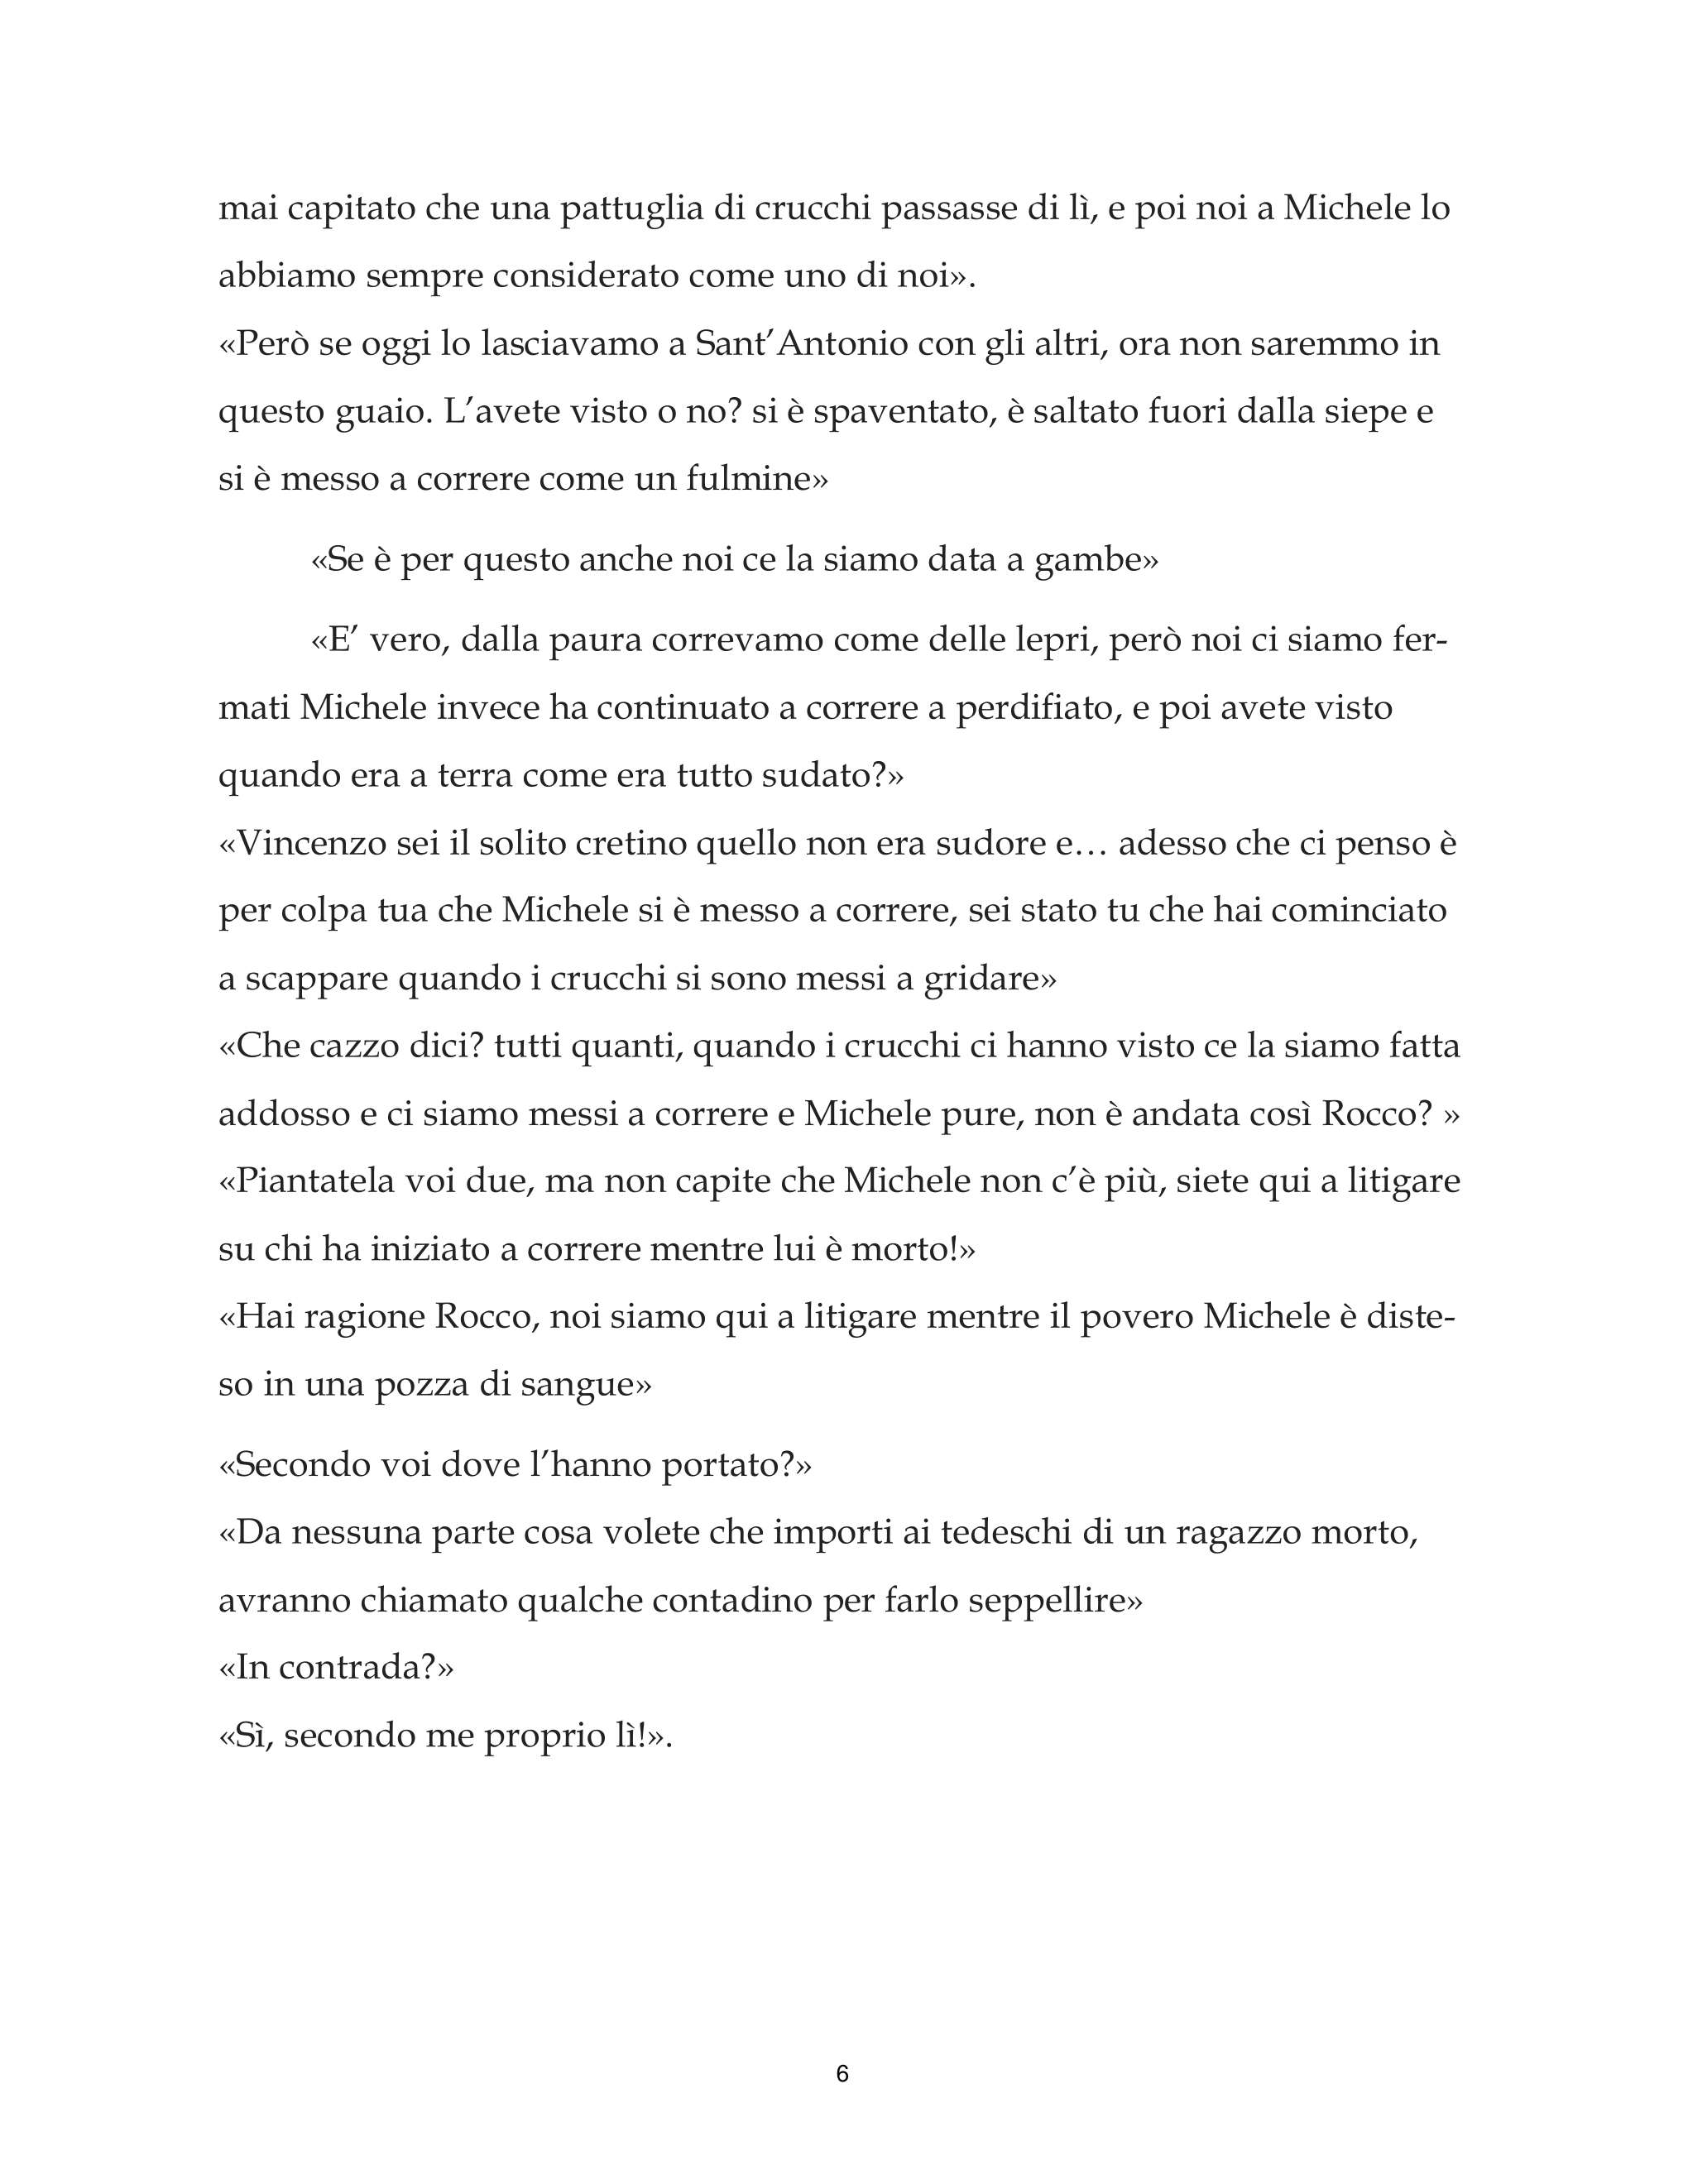 mai capitato che una pattuglia di crucchi passasse di lì, e poi noi a Michele lo
abbiamo sempre considerato come uno di noi».
«Però se oggi lo lasciavamo a Sant’Antonio con gli altri, ora non saremmo in
questo guaio. L’avete visto o no? si è spaventato, è saltato fuori dalla siepe e
si è messo a correre come un fulmine»
«Se è per questo anche noi ce la siamo data a gambe»
«E’ vero, dalla paura correvamo come delle lepri, però noi ci siamo fer-
mati Michele invece ha continuato a correre a perdifiato, e poi avete visto
quando era a terra come era tutto sudato?»
«Vincenzo sei il solito cretino quello non era sudore e… adesso che ci penso è
per colpa tua che Michele si è messo a correre, sei stato tu che hai cominciato
a scappare quando i crucchi si sono messi a gridare»
«Che cazzo dici? tutti quanti, quando i crucchi ci hanno visto ce la siamo fatta
addosso e ci siamo messi a correre e Michele pure, non è andata così Rocco? »
«Piantatela voi due, ma non capite che Michele non c’è più, siete qui a litigare
su chi ha iniziato a correre mentre lui è morto!»
«Hai ragione Rocco, noi siamo qui a litigare mentre il povero Michele è diste-
so in una pozza di sangue»
«Secondo voi dove l’hanno portato?»
«Da nessuna parte cosa volete che importi ai tedeschi di un ragazzo morto,
avranno chiamato qualche contadino per farlo seppellire»
«In contrada?»
«Sì, secondo me proprio lì!».
6